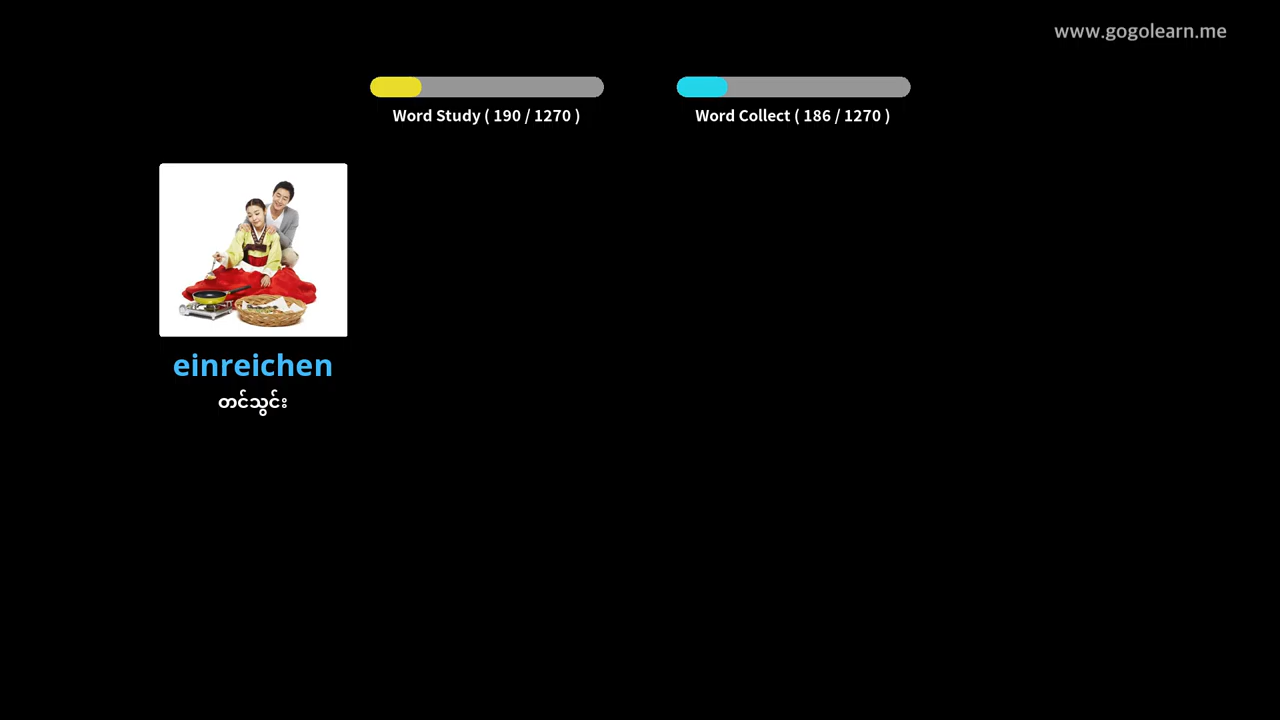 www.gogolearn.me
Word Study ( 190 / 1270 )
Word Collect ( 186 / 1270 )
einreichen
တင်သွင်း